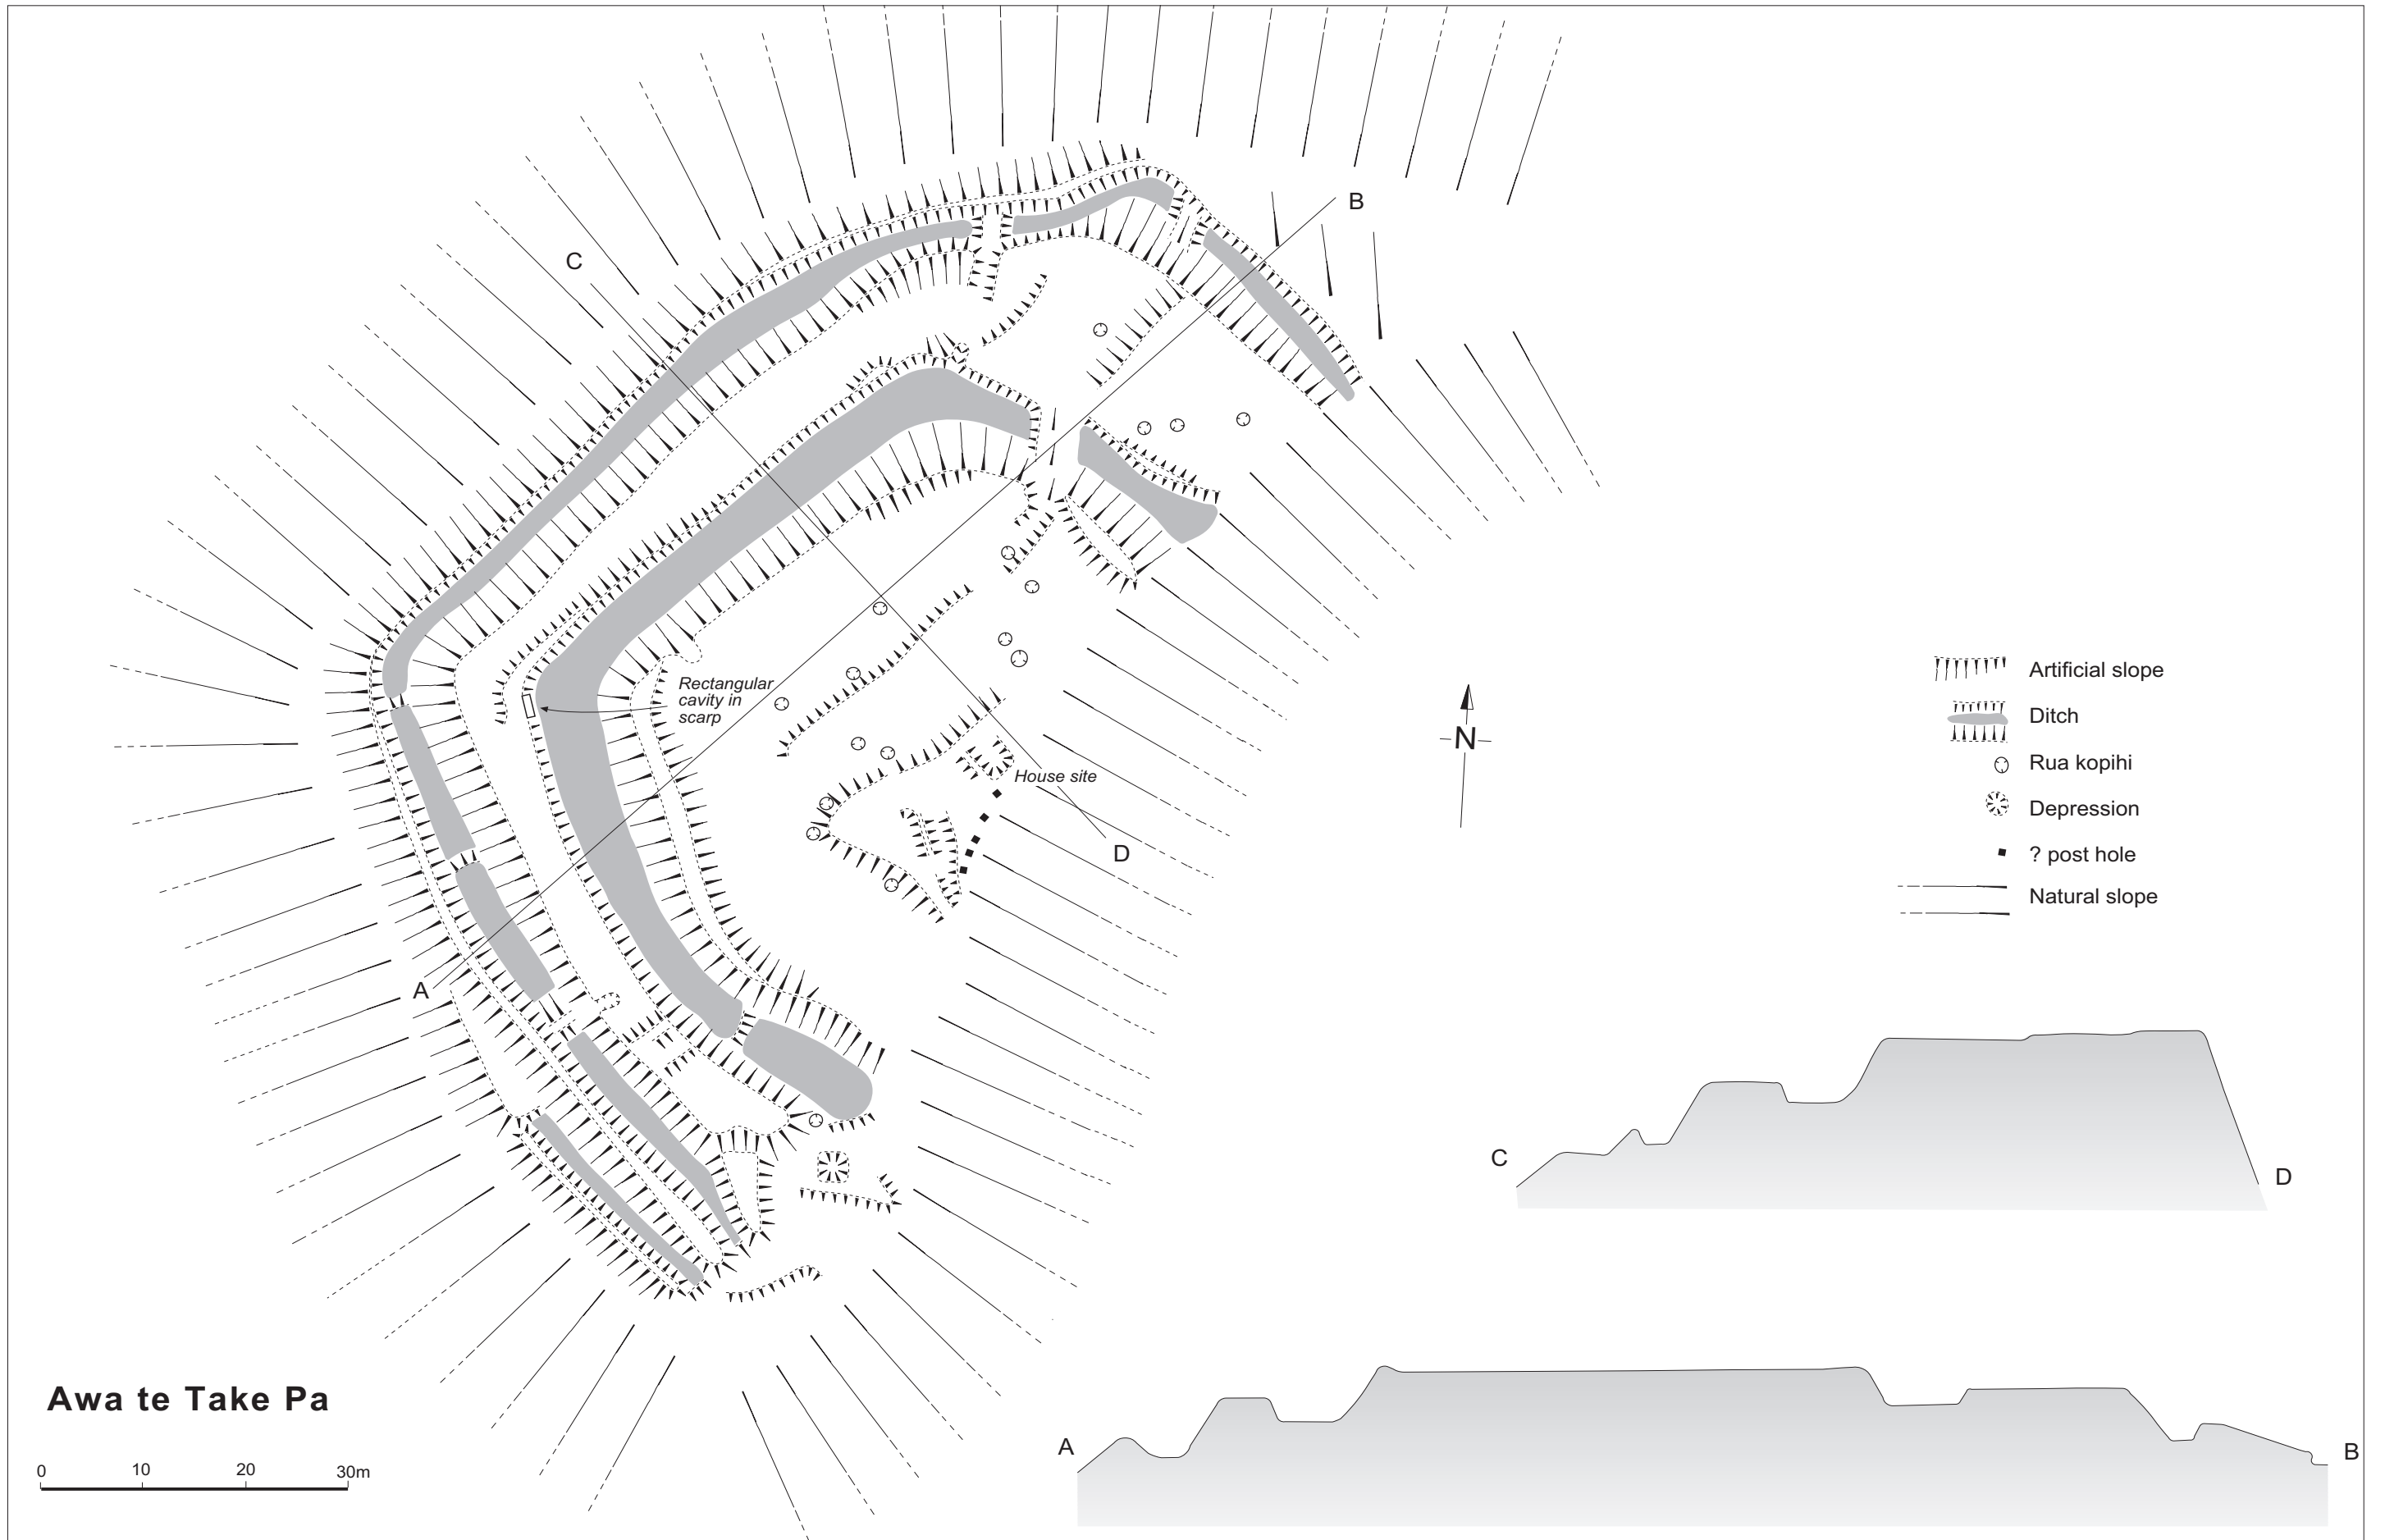 B
C
Rectangular
cavity in
scarp
House site
D
A
N
Artificial slope
Ditch
Rua kopihi
Depression
? post hole
Natural slope
C
D
Awa te Take Pa
0 10 20 30m
A
B